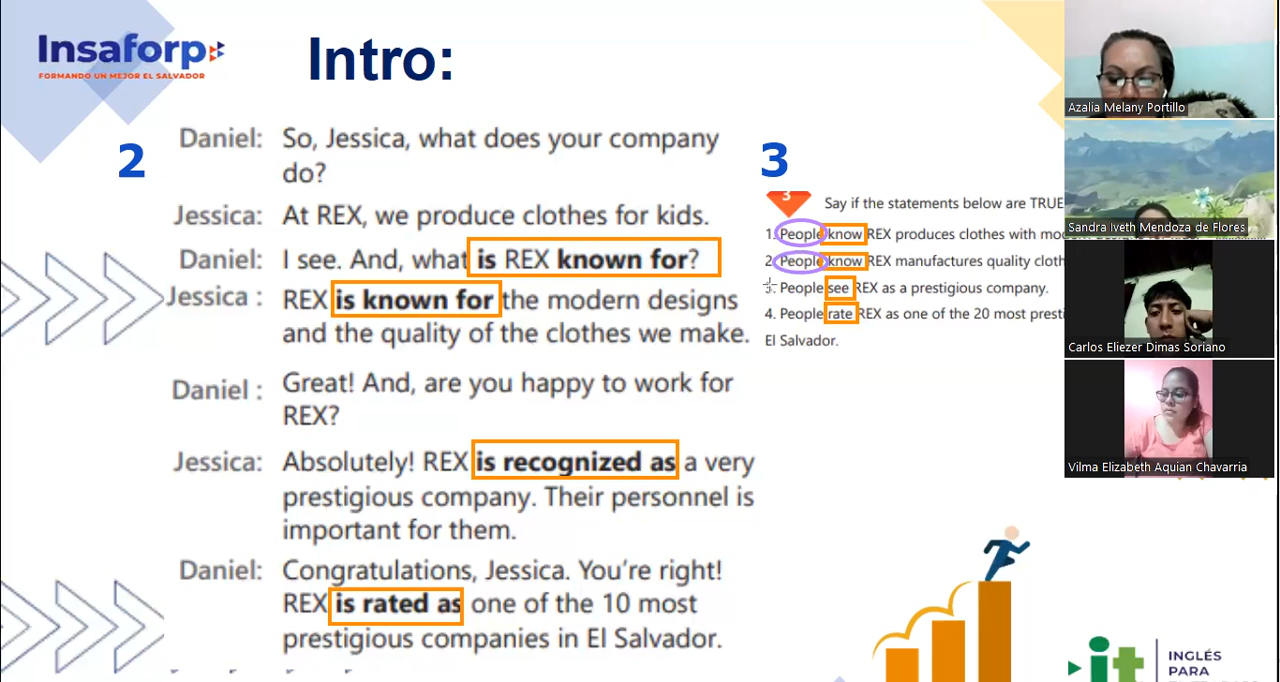 Insaforp
FORMANDO UN MEJOR EL SALVADOR
Intro:
2
Daniel: So, Jessica, what does your company
do?
Jessica: At REX, we produce clothes for kids.
Daniel: I see. And, what is REX known for?
Jessica : REX is known for the modern designs
and the quality of the clothes we make.
Daniel : Great! And, are you happy to work for
REX?
Jessica: Absolutely! REX is recognized as a very
prestigious company. Their personnel is
important for them.
Daniel: Congratulations, Jessica. You're right!
REX is rated as one of the 10 most
prestigious companies in El Salvador.
3
3
Say if the statements below are TRUE
1. People know REX produces clothes with
2. People know REX manufactures quality
3. People see REX as a prestigious company.
4. People rate REX as one of the 20 most
El Salvador.
Azalia Melany Portillo
Sandra Iveth Mendoza de Flores
Carlos Eliezer Dimas Soriano
Vilma Elizabeth Aquian Chavarria
it
INGLÉS
PARA